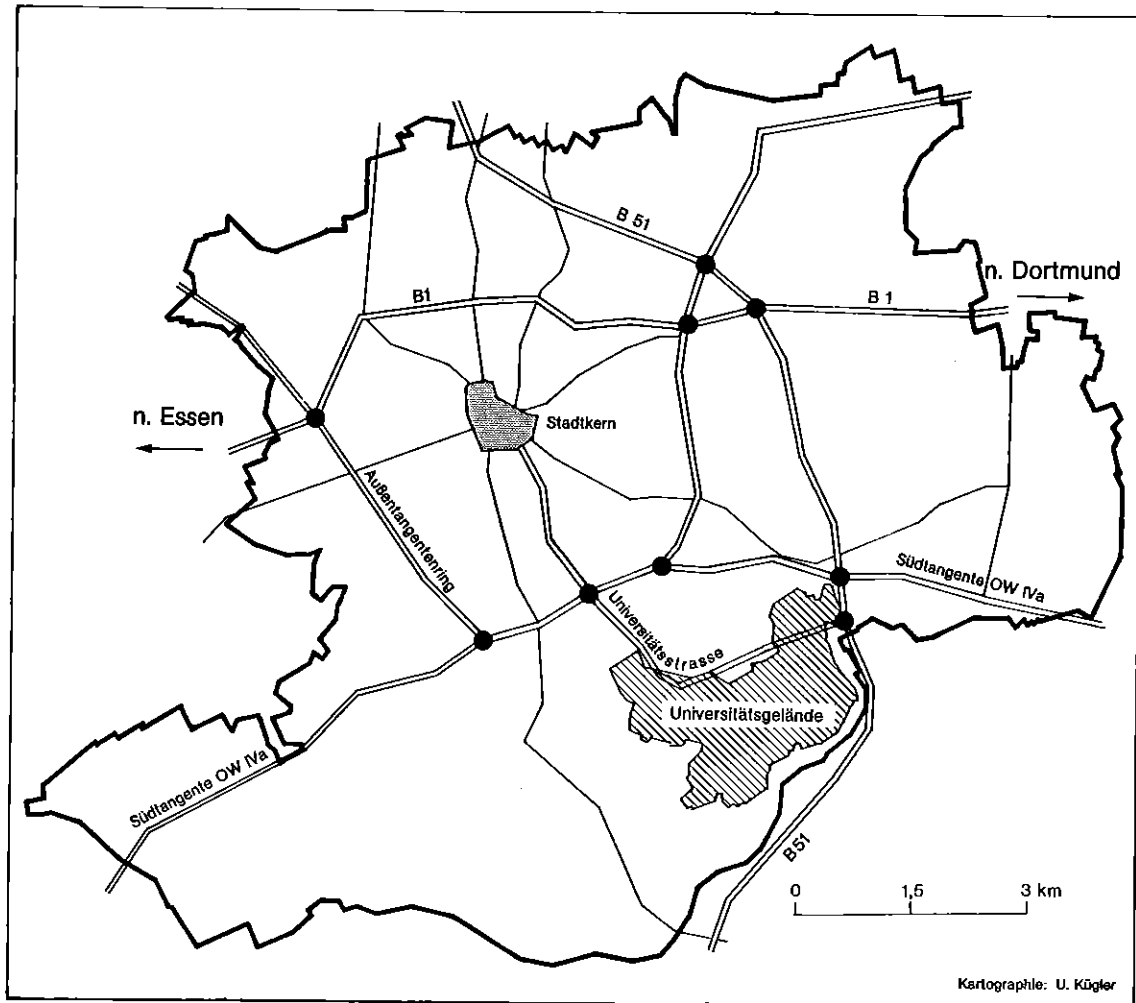 B 51
n. Dortmund
B1
B 1
n. Essen
Stadtkern
Außentangentenring
Südtangente OW IVa
Universitätsstrasse
Universitätsgelände
Südtangente OW IVa
B51
0 1,5 3 km
Kartographie: U. Kügler